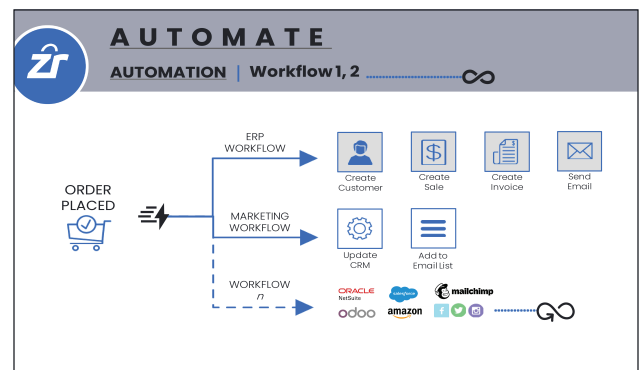 AUTOMATE
zr
AUTOMATION | Workflow 1, 2
ERP
WORKFLOW
Create
Customer
Create
Sale
Create
Invoice
Send
Email
ORDER
PLACED
MARKETING
WORKFLOW
Update
CRM
Add to
Email List
WORKFLOW
n
ORACLE
NetSuite
salesforce
mailchimp
odoo
amazon